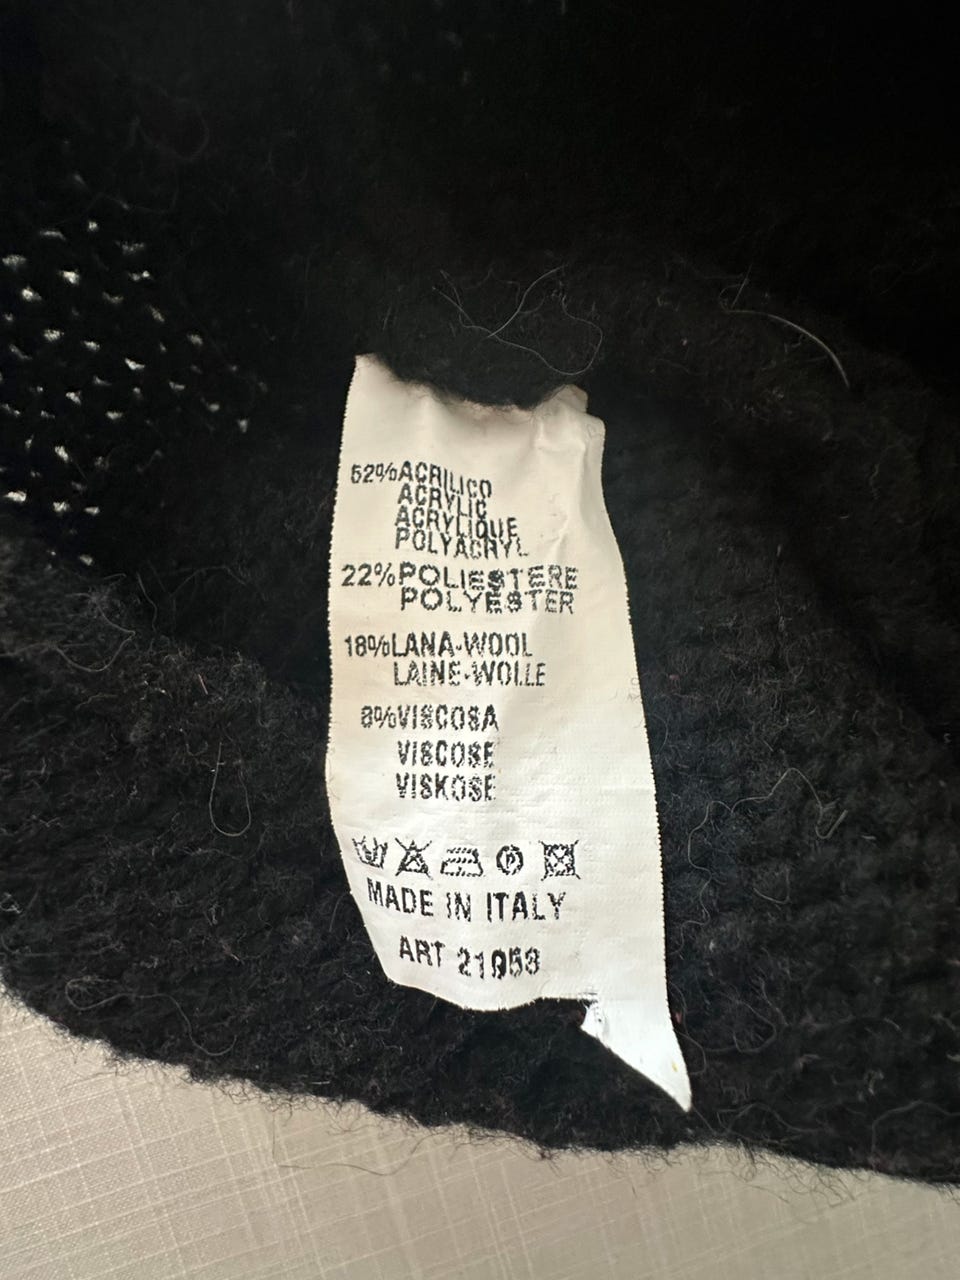 52%ACRILICO
ACRYLIC
ACRYLIQUE
POLYACRYL
22%POLIESTERE
POLYESTER
18%LANA-WOOL
LAINE-WOLLE
8%VISCOSA
VISCOSE
VISKOSE
MADE IN ITALY
ART